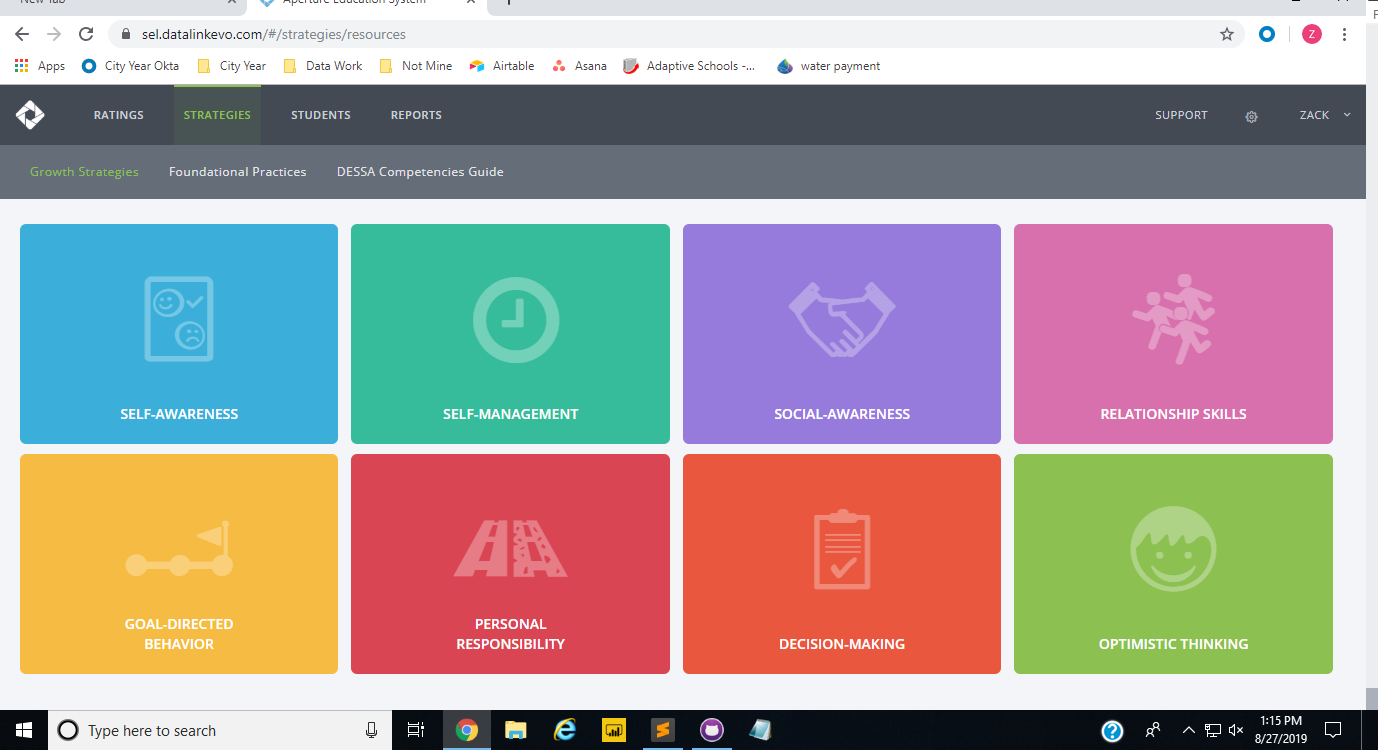 New Tab
Aperture Education System
sel.datalinkevo.com/#/strategies/resources
Z
Apps City Year Okta City Year Data Work Not Mine Airtable Asana Adaptive Schools -... water payment
RATINGS STRATEGIES STUDENTS REPORTS SUPPORT ZACK
Growth Strategies Foundational Practices DESSA Competencies Guide
SELF-AWARENESS SELF-MANAGEMENT SOCIAL-AWARENESS RELATIONSHIP SKILLS
GOAL-DIRECTED
BEHAVIOR
PERSONAL
RESPONSIBILITY
DECISION-MAKING
OPTIMISTIC THINKING
Type here to search
1:15 PM
8/27/2019